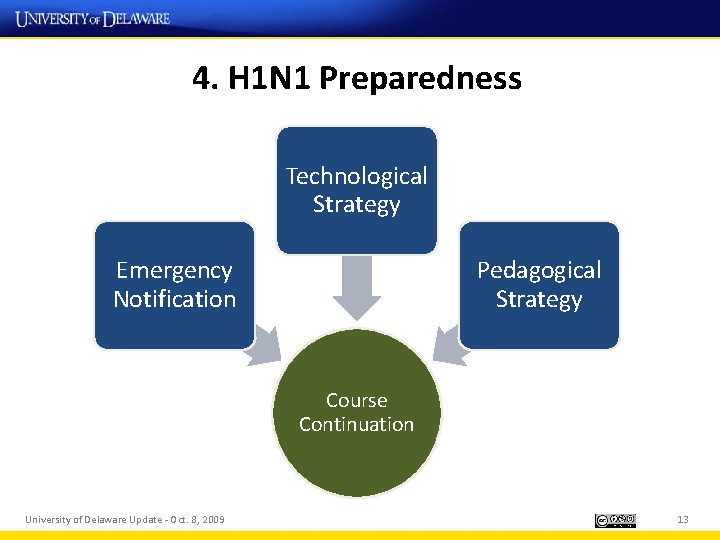 UNIVERSITY OF DELAWARE
4. H1N1 Preparedness
Technological
Strategy
Emergency
Notification
Pedagogical
Strategy
Course
Continuation
University of Delaware Update - Oct. 8, 2009
13